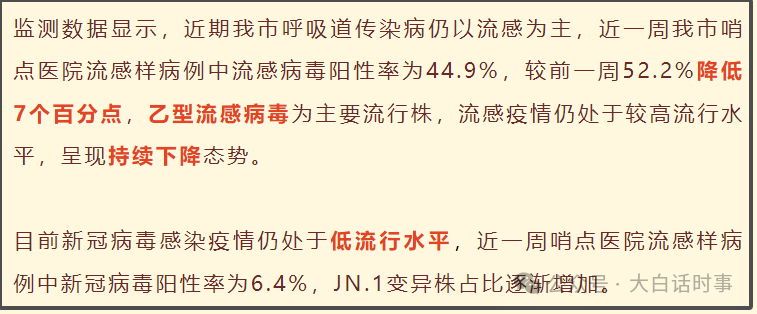 监测数据显示，近期我市呼吸道传染病仍以流感为主，近一周我市哨
点医院流感样病例中流感病毒阳性率为44.9%，较前一周52.2%降低
7个百分点，乙型流感病毒为主要流行株，流感疫情仍处于较高流行水
平，呈现持续下降态势。
目前新冠病毒感染疫情仍处于低流行水平，近一周哨点医院流感样病
例中新冠病毒阳性率为6.4%，JN.1变异株占比逐渐增加。
公众号 · 大白话时事